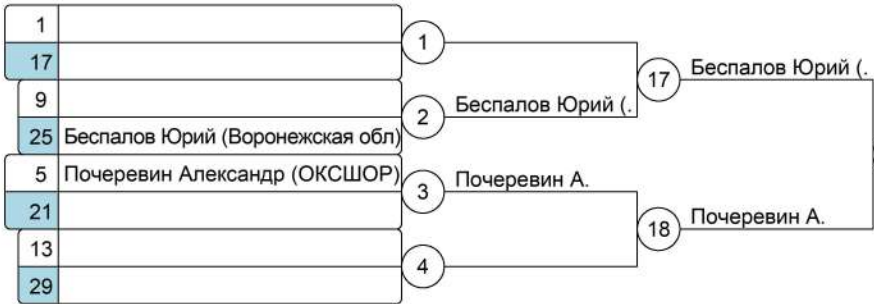 1
17
1
9
25 Беспалов Юрий (Воронежская обл)
2
Беспалов Юрий (.
17
Беспалов Юрий (.
5 Почеревин Александр (ОКСШОР)
21
3
Почеревин А.
13
29
4
18
Почеревин А.